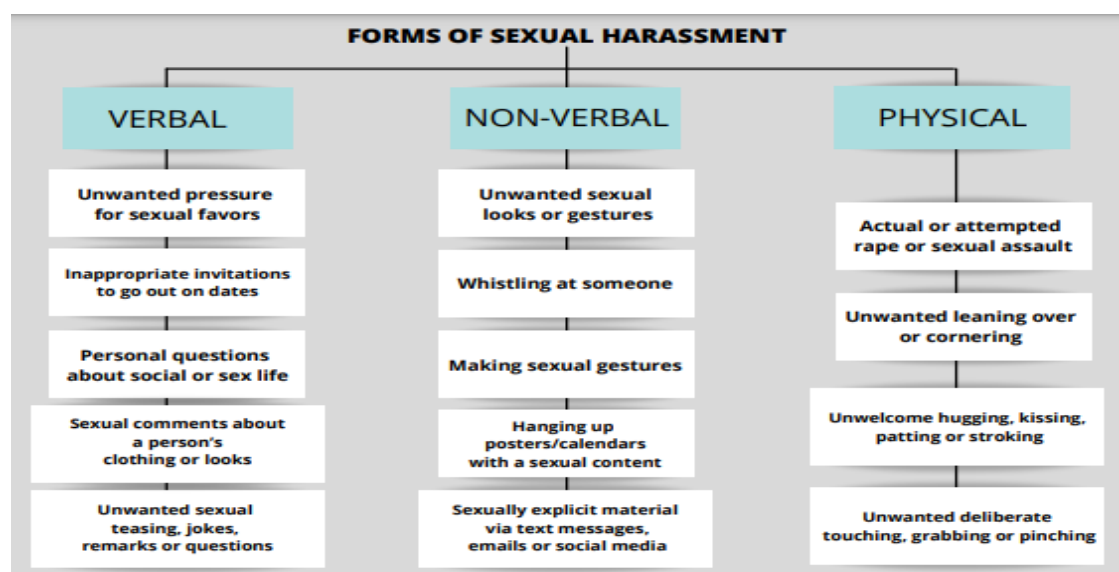 FORMS OF SEXUAL HARASSMENT
VERBAL
Unwanted pressure
for sexual favors
Inappropriate invitations
to go out on dates
Personal questions
about social or sex life
Sexual comments about
a person's
clothing or looks
Unwanted sexual
teasing, jokes,
remarks or questions
NON-VERBAL
Unwanted sexual
looks or gestures
Whistling at someone
Making sexual gestures
Hanging up
posters/calendars
with a sexual content
Sexually explicit material
via text messages,
emails or social media
PHYSICAL
Actual or attempted
rape or sexual assault
Unwanted leaning over
or cornering
Unwelcome hugging, kissing,
patting or stroking
Unwanted deliberate
touching, grabbing or pinching